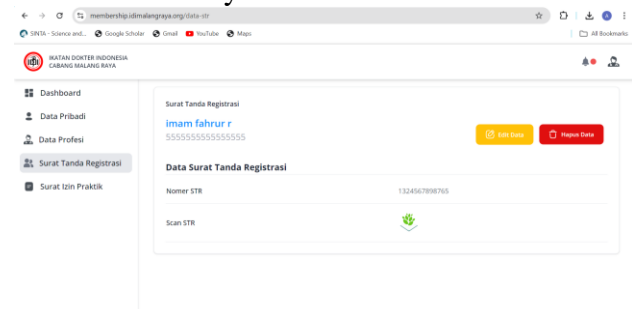 membership.idimalangraya.org/data-str
SINTA - Science and... Google Scholar Gmail YouTube Maps All Bookmarks
IKATAN DOKTER INDONESIA
CABANG MALANG RAYA
Dashboard
Data Pribadi
Data Profesi
Surat Tanda Registrasi
Surat Izin Praktik
Surat Tanda Registrasi
imam fahrur r
5555555555555555
Edit Data Hapus Data
Data Surat Tanda Registrasi
Nomer STR 1324567898765
Scan STR